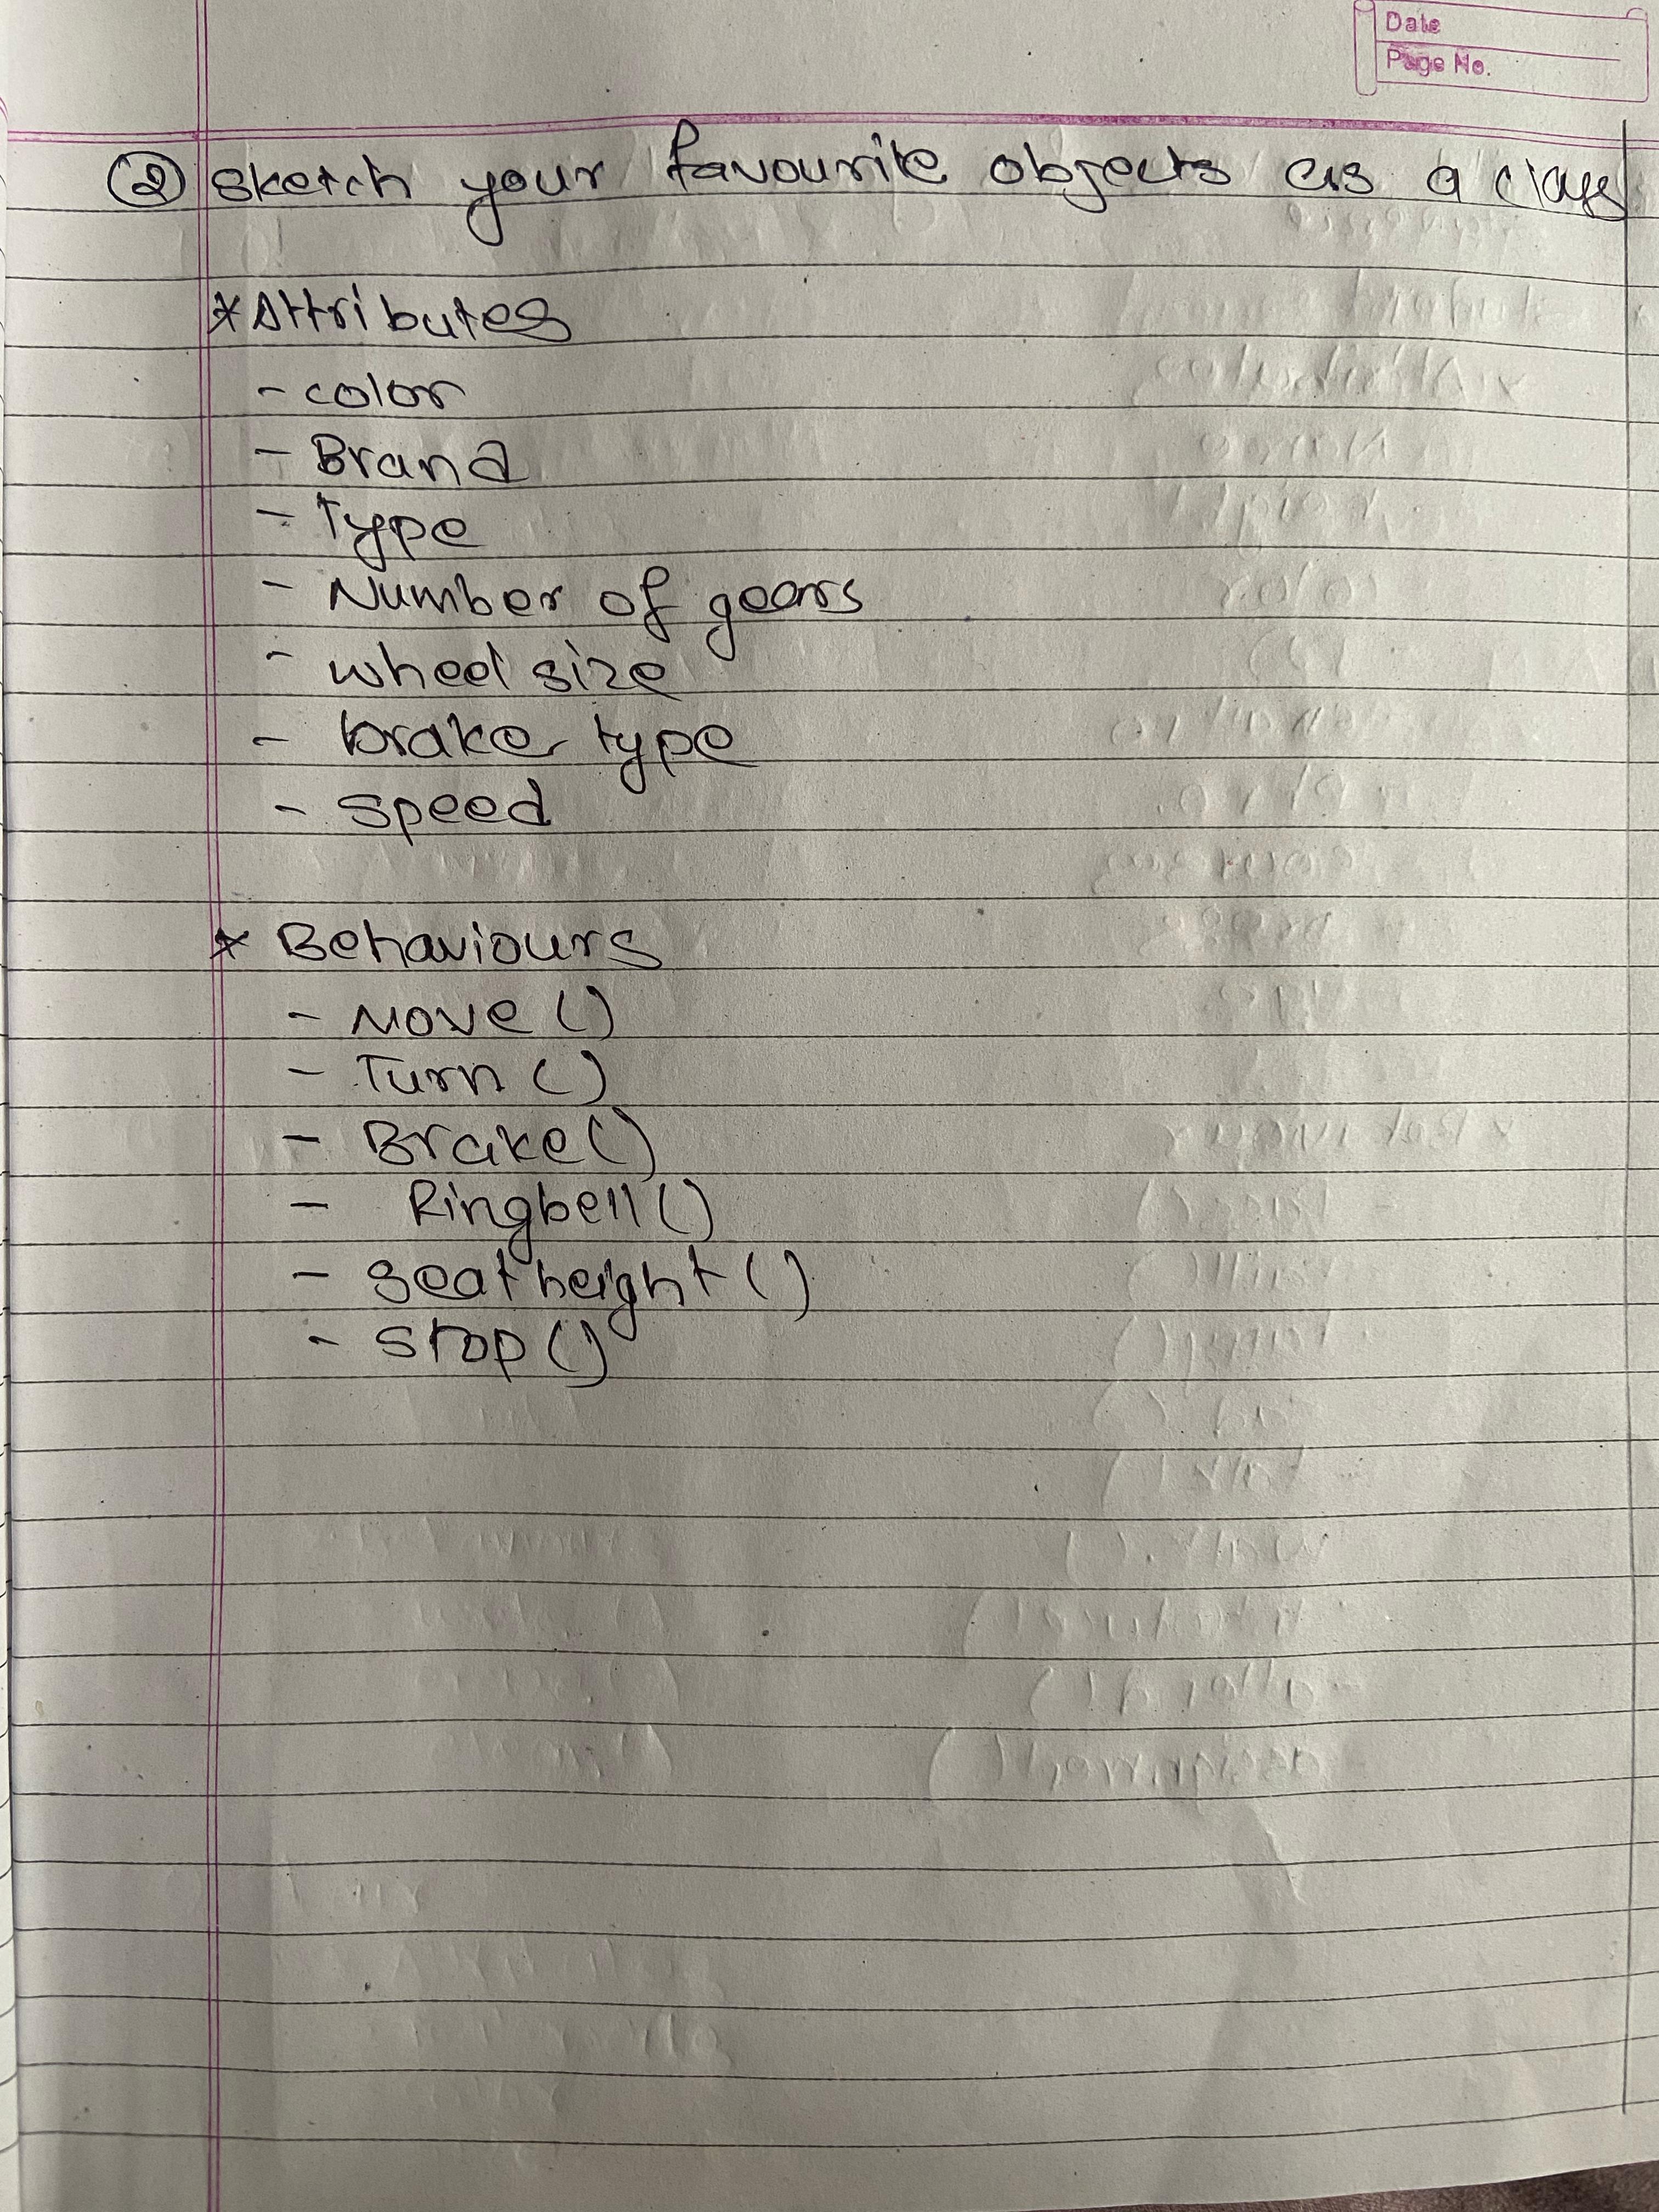 Date
Page No.
② sketch your favourite objects as a class
* Attributes
- color
- Brand
- Type
- Number of gears
- wheel size
- brake type
- speed
* Behaviours
- Move ()
- Turn ()
- Brake ()
- Ringbell ()
- seat height ()
- stop ()